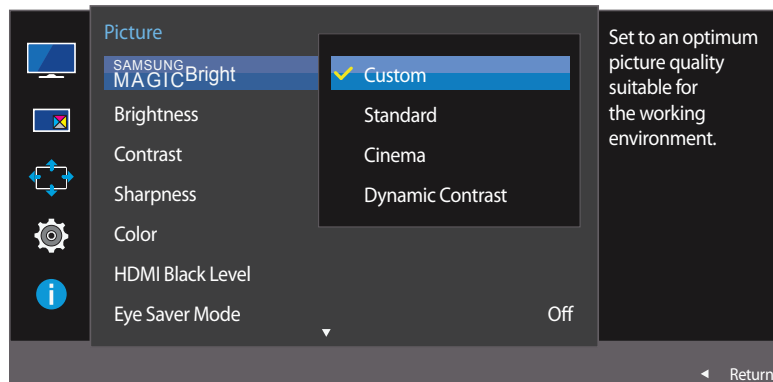 Picture
SAMSUNG
MAGICBright
Brightness
Contrast
Sharpness
Color
HDMI Black Level
Eye Saver Mode Off
Custom
Standard
Cinema
Dynamic Contrast
Set to an optimum
picture quality
suitable for
the working
environment.
Return